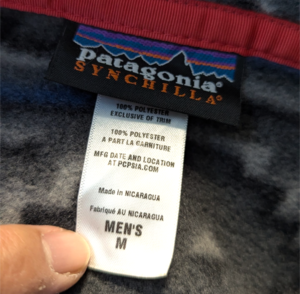 patagonia®
SYNCHILLA®
100% POLYESTER
EXCLUSIVE OF TRIM
100% POLYESTER
A PART LA GARNITURE
MFG DATE AND LOCATION
AT PCPSIA.COM
Made in NICARAGUA
Fabriqué AU NICARAGUA
MEN'S
M